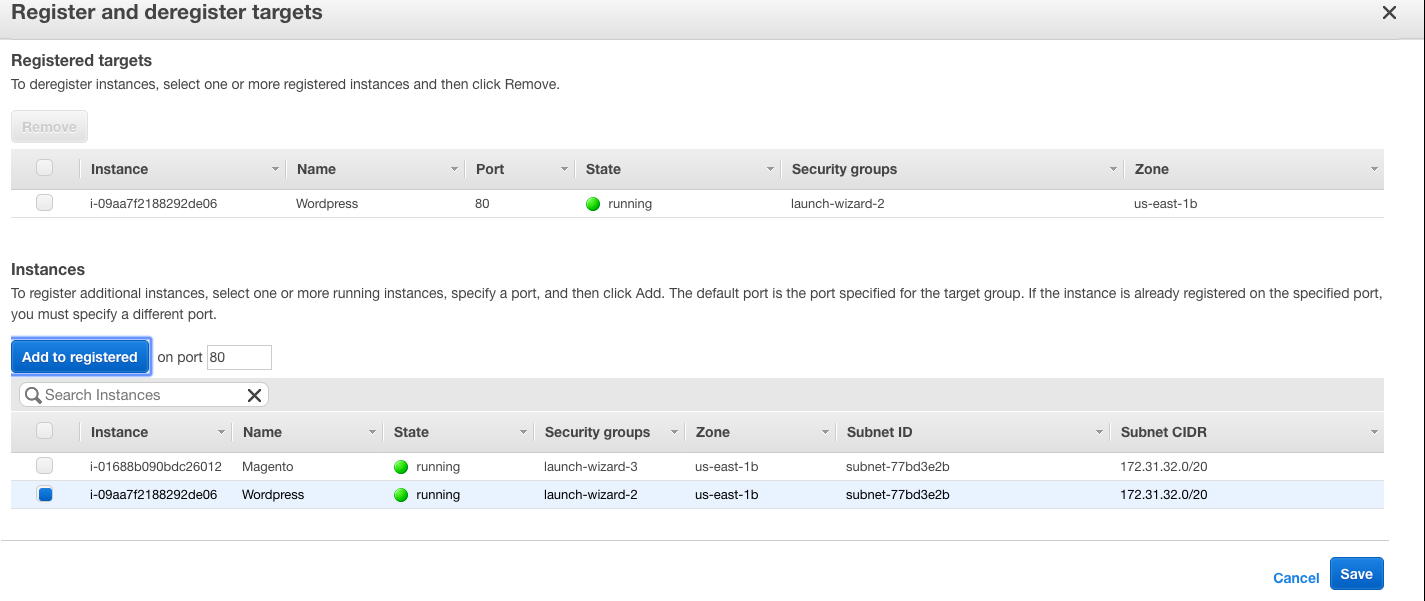 Register and deregister targets
Registered targets
To deregister instances, select one or more registered instances and then click Remove.
Remove
Instance Name Port State Security groups Zone
i-09aa7f2188292de06 Wordpress 80 running launch-wizard-2 us-east-1b
Instances
To register additional instances, select one or more running instances, specify a port, and then click Add. The default port is the port specified for the target group. If the instance is already registered on the specified port,
you must specify a different port.
Add to registered on port 80
Search Instances
Instance Name State Security groups Zone Subnet ID Subnet CIDR
i-01688b090bdc26012 Magento running launch-wizard-3 us-east-1b subnet-77bd3e2b 172.31.32.0/20
i-09aa7f2188292de06 Wordpress running launch-wizard-2 us-east-1b subnet-77bd3e2b 172.31.32.0/20
Cancel Save